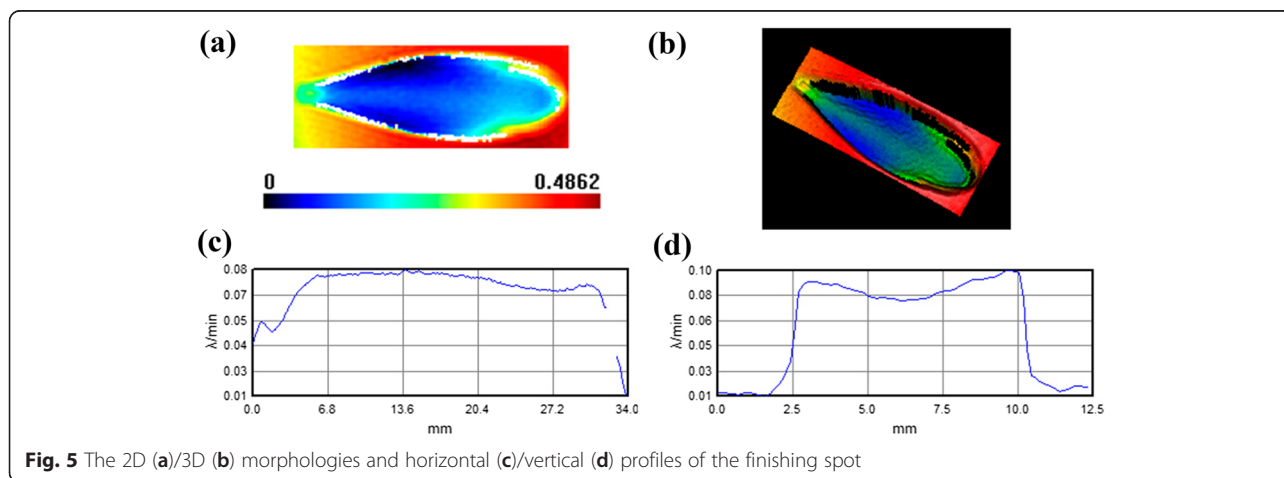 (a)
(b)
0 0.4862
(c)
0.08
0.07
0.05
0.04
0.03
0.01
λ/min
0.0 6.8 13.6 20.4 27.2 34.0
mm
(d)
0.10
0.08
0.06
0.05
0.03
0.01
λ/min
0.0 2.5 5.0 7.5 10.0 12.5
mm
Fig. 5 The 2D (a)/3D (b) morphologies and horizontal (c)/vertical (d) profiles of the finishing spot